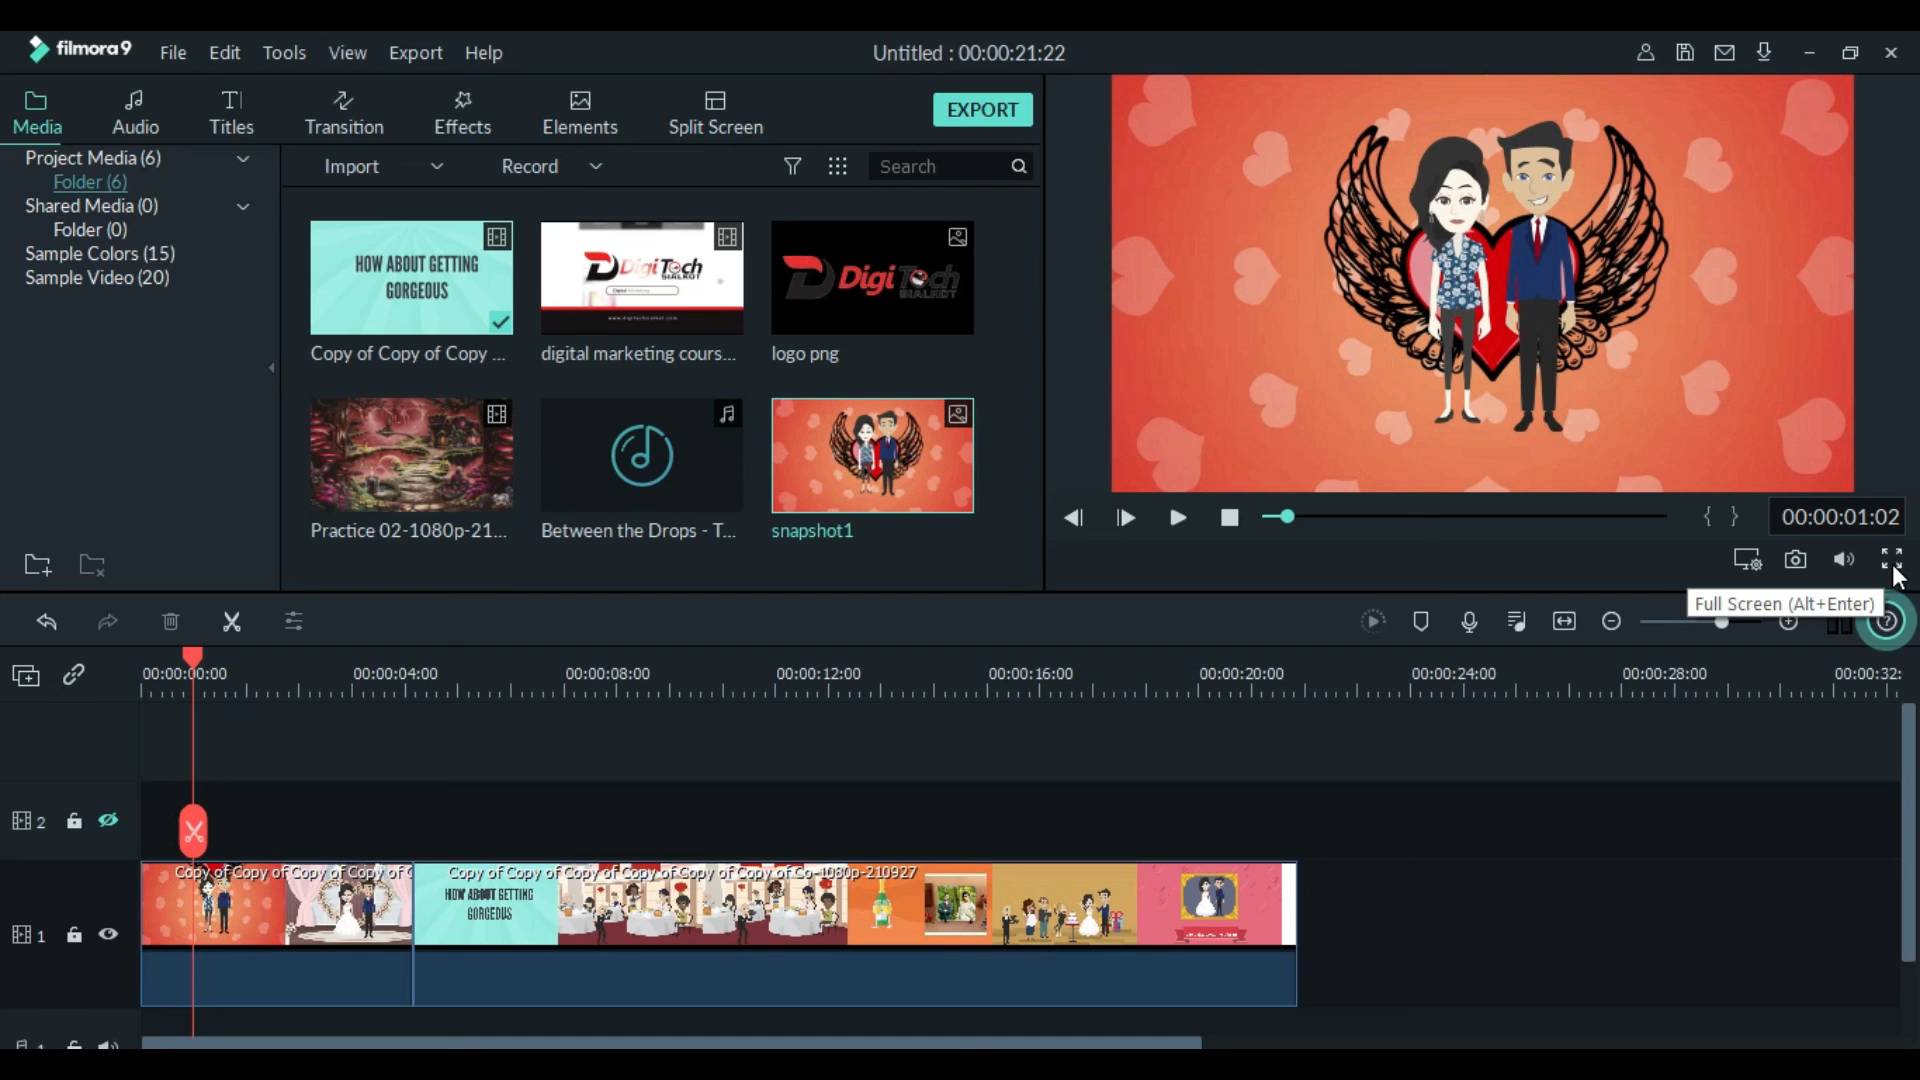 filmora9
File Edit Tools View Export Help
Untitled : 00:00:21:22
Media
Audio
Titles
Transition
Effects
Elements
Split Screen
EXPORT
Project Media (6)
Folder (6)
Shared Media (0)
Folder (0)
Sample Colors (15)
Sample Video (20)
Import
Record
Search
HOW ABOUT GETTING
GORGEOUS
Copy of Copy of Copy ...
DigiTech
SIALKOT
Digital Marketing
digital marketing cours...
DigiTech
SIALKOT
logo png
Practice 02-1080p-21...
Between the Drops - T...
snapshot1
00:00:01:02
Full Screen (Alt+Enter)
00:00:00:00
00:00:04:00
00:00:08:00
00:00:12:00
00:00:16:00
00:00:20:00
00:00:24:00
00:00:28:00
00:00:32:
2
1
Copy of Copy of Copy of Copy of C
Copy of Copy of Copy of Copy of Copy of Copy of Co-1080p-210927
HOW ABOUT GETTING
GORGEOUS
1